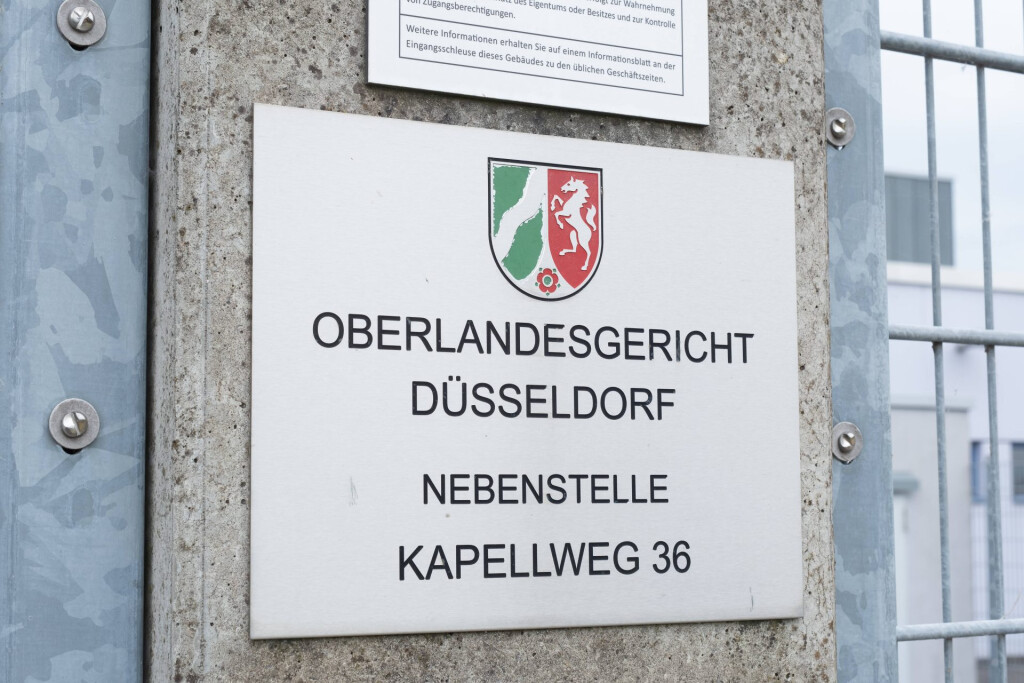 zur Wahrnehmung
des Eigentums oder Besitzes und zur Kontrolle
von Zugangsberechtigungen.
Weitere Informationen erhalten Sie auf einem Informationsblatt an der
Eingangsschleuse dieses Gebäudes zu den üblichen Geschäftszeiten.
OBERLANDESGERICHT
DÜSSELDORF
NEBENSTELLE
KAPELLWEG 36